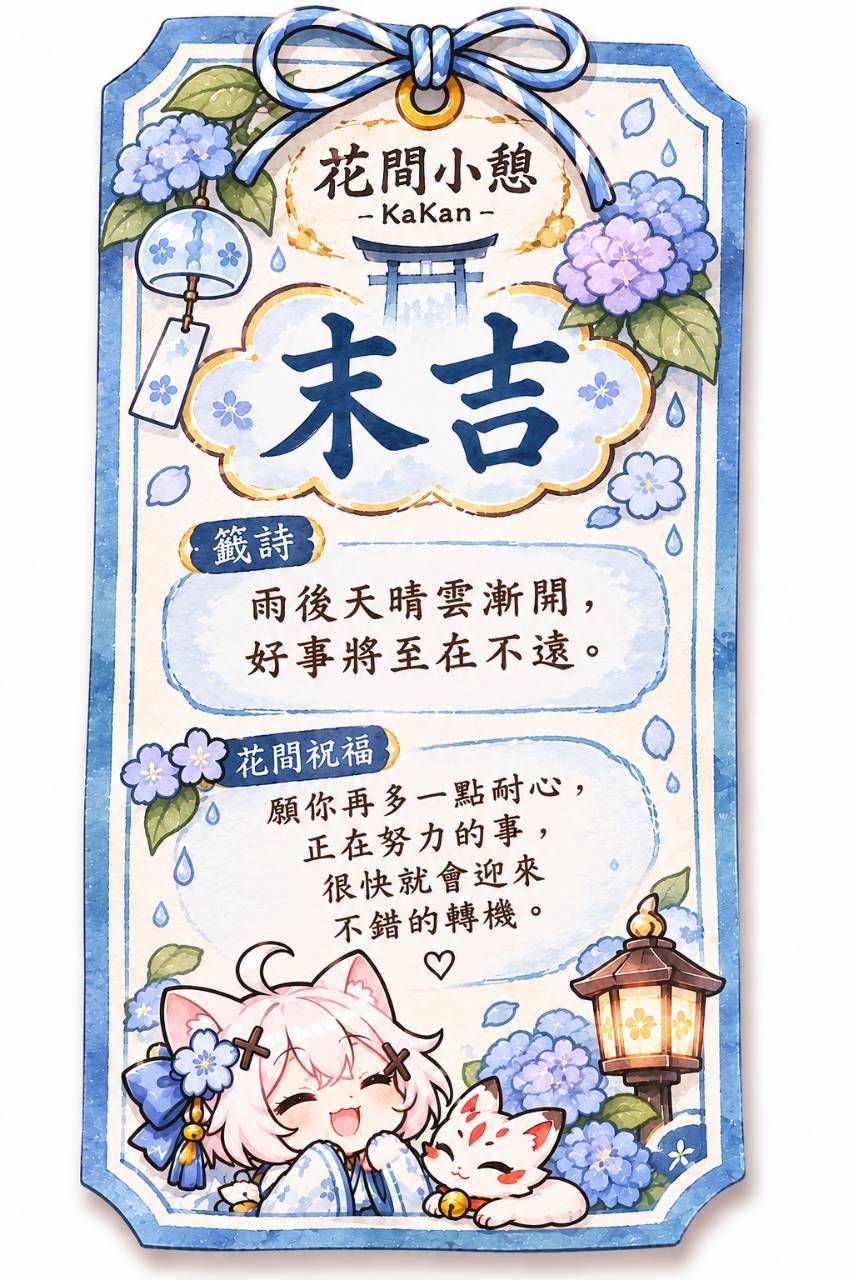 花間小憩
- KaKan -
末吉
籤詩
雨後天晴雲漸開，
好事將至在不遠。
花間祝福
願你再多一點耐心，
正在努力的事，
很快就會迎來
不錯的轉機。
♡